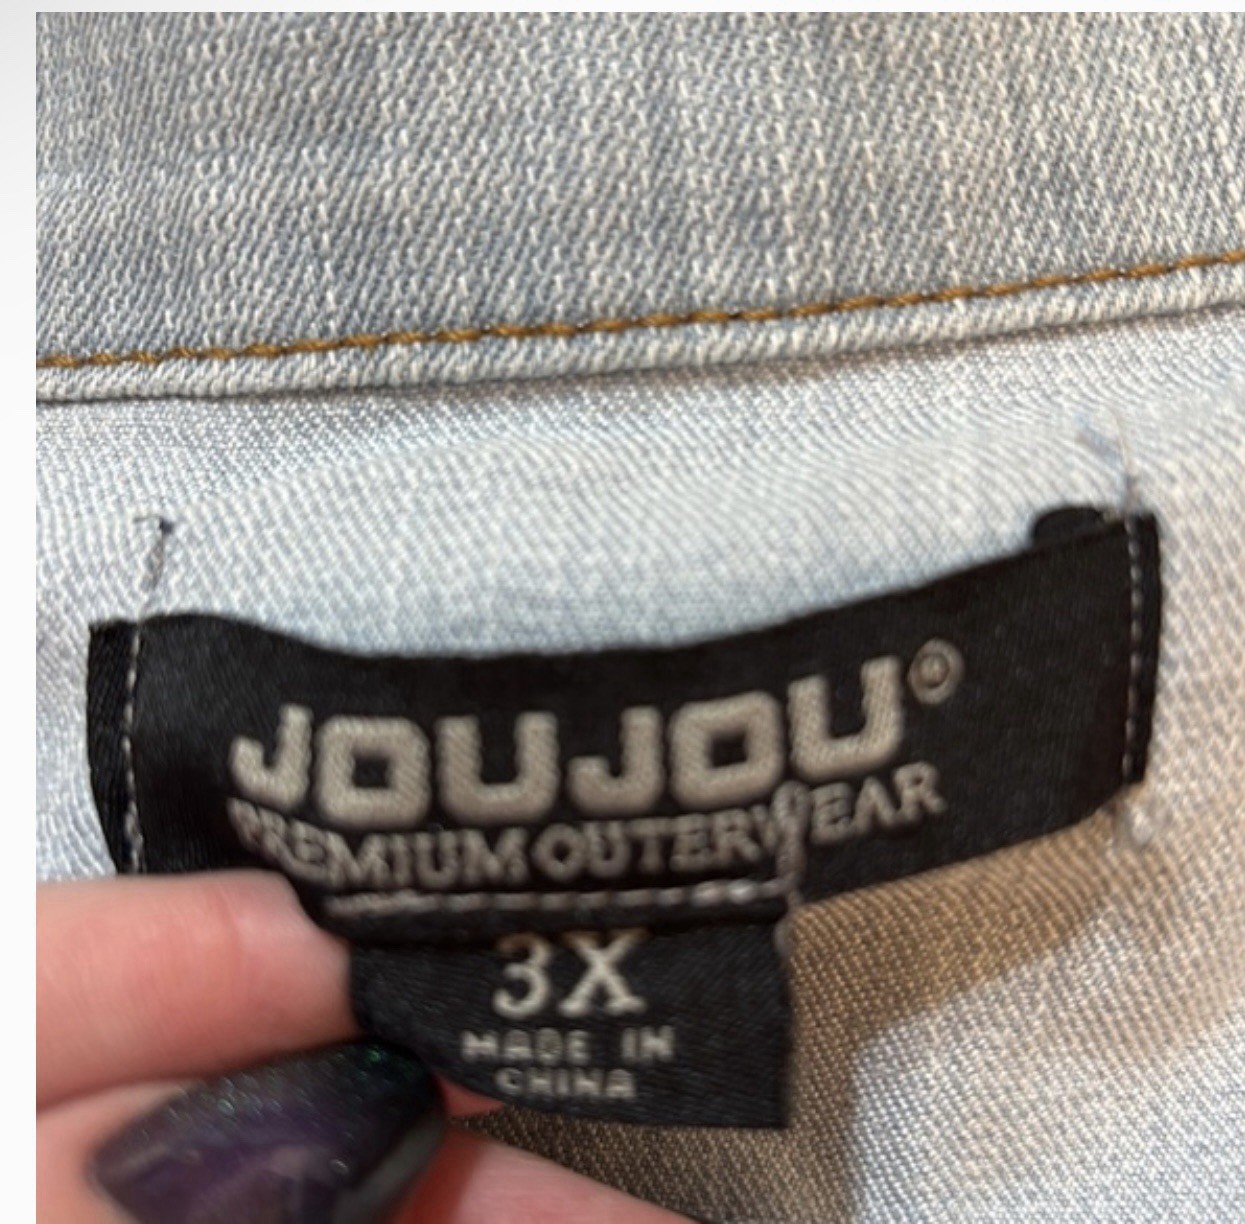 JOUJOU®
PREMIUM OUTERWEAR
3X
MADE IN
CHINA